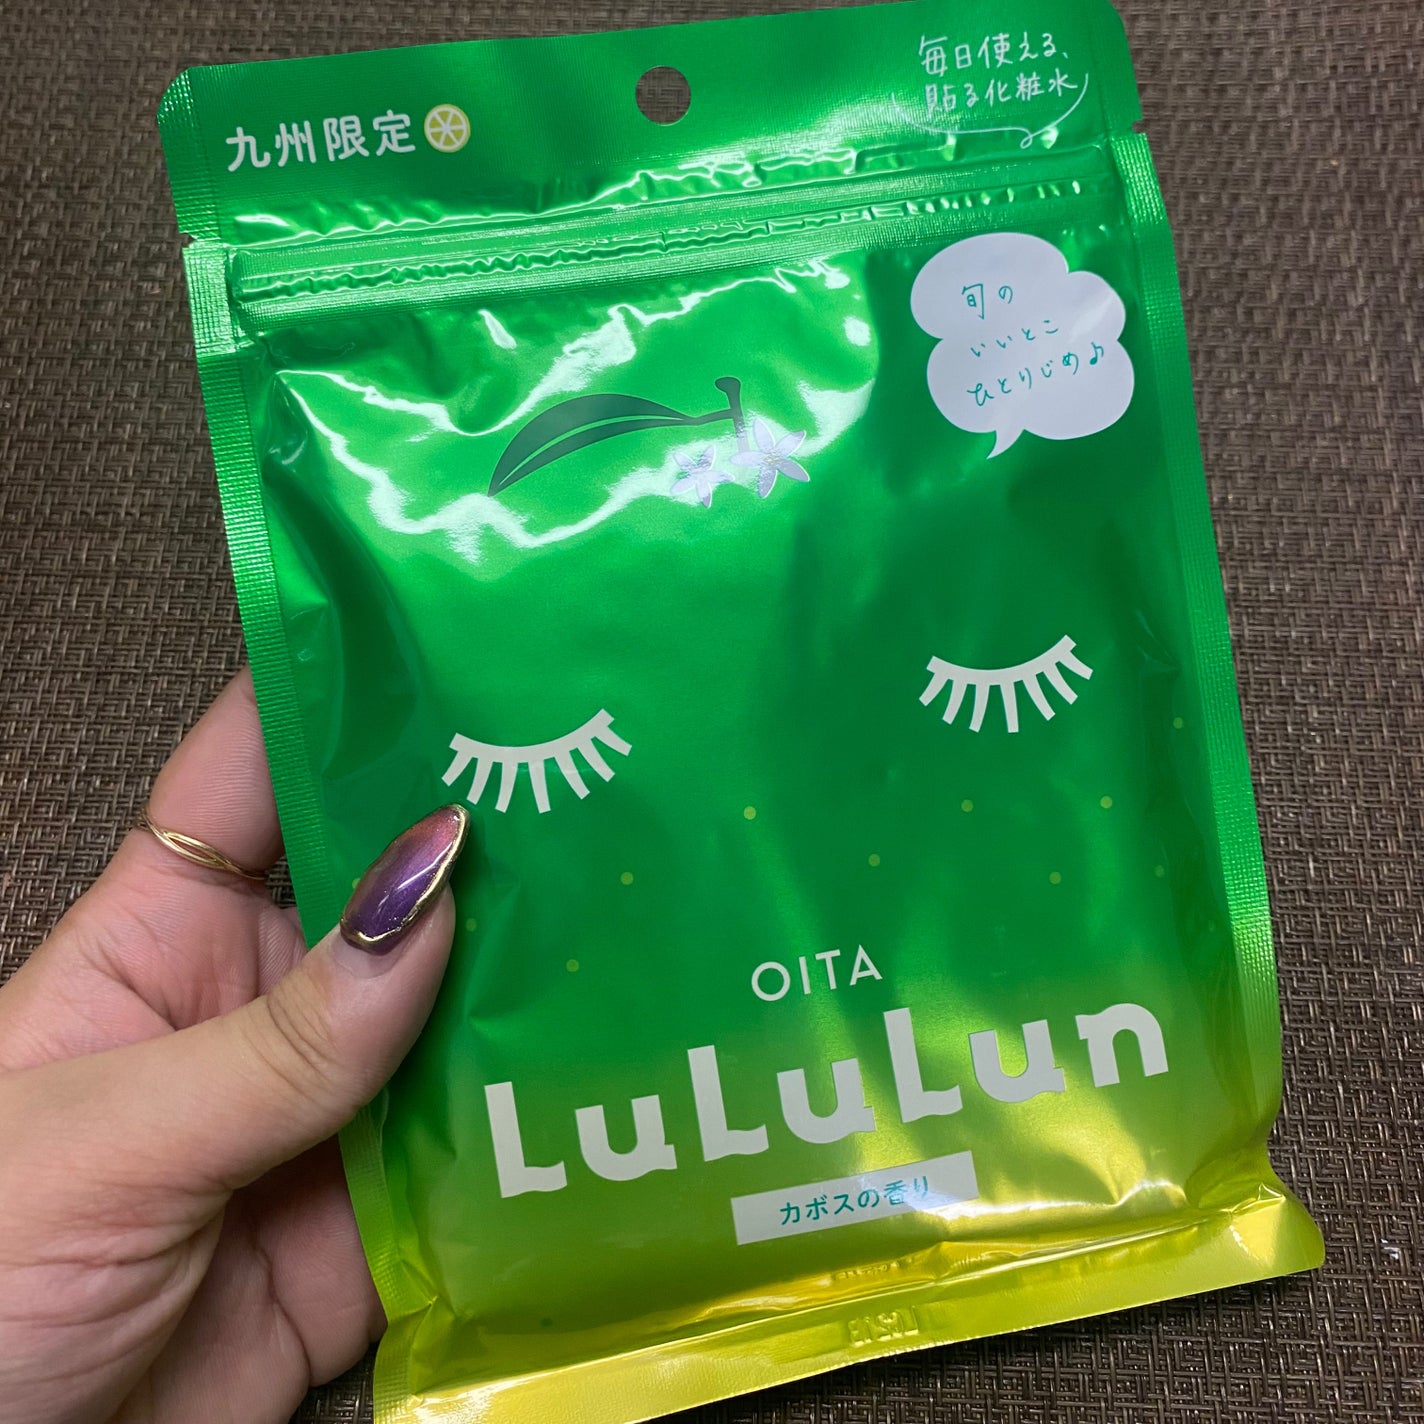 九州限定
毎日使える、
貼る化粧水
旬の
いいとこ
ひとりじめ♪
OITA
LuLuLun
カボスの香り